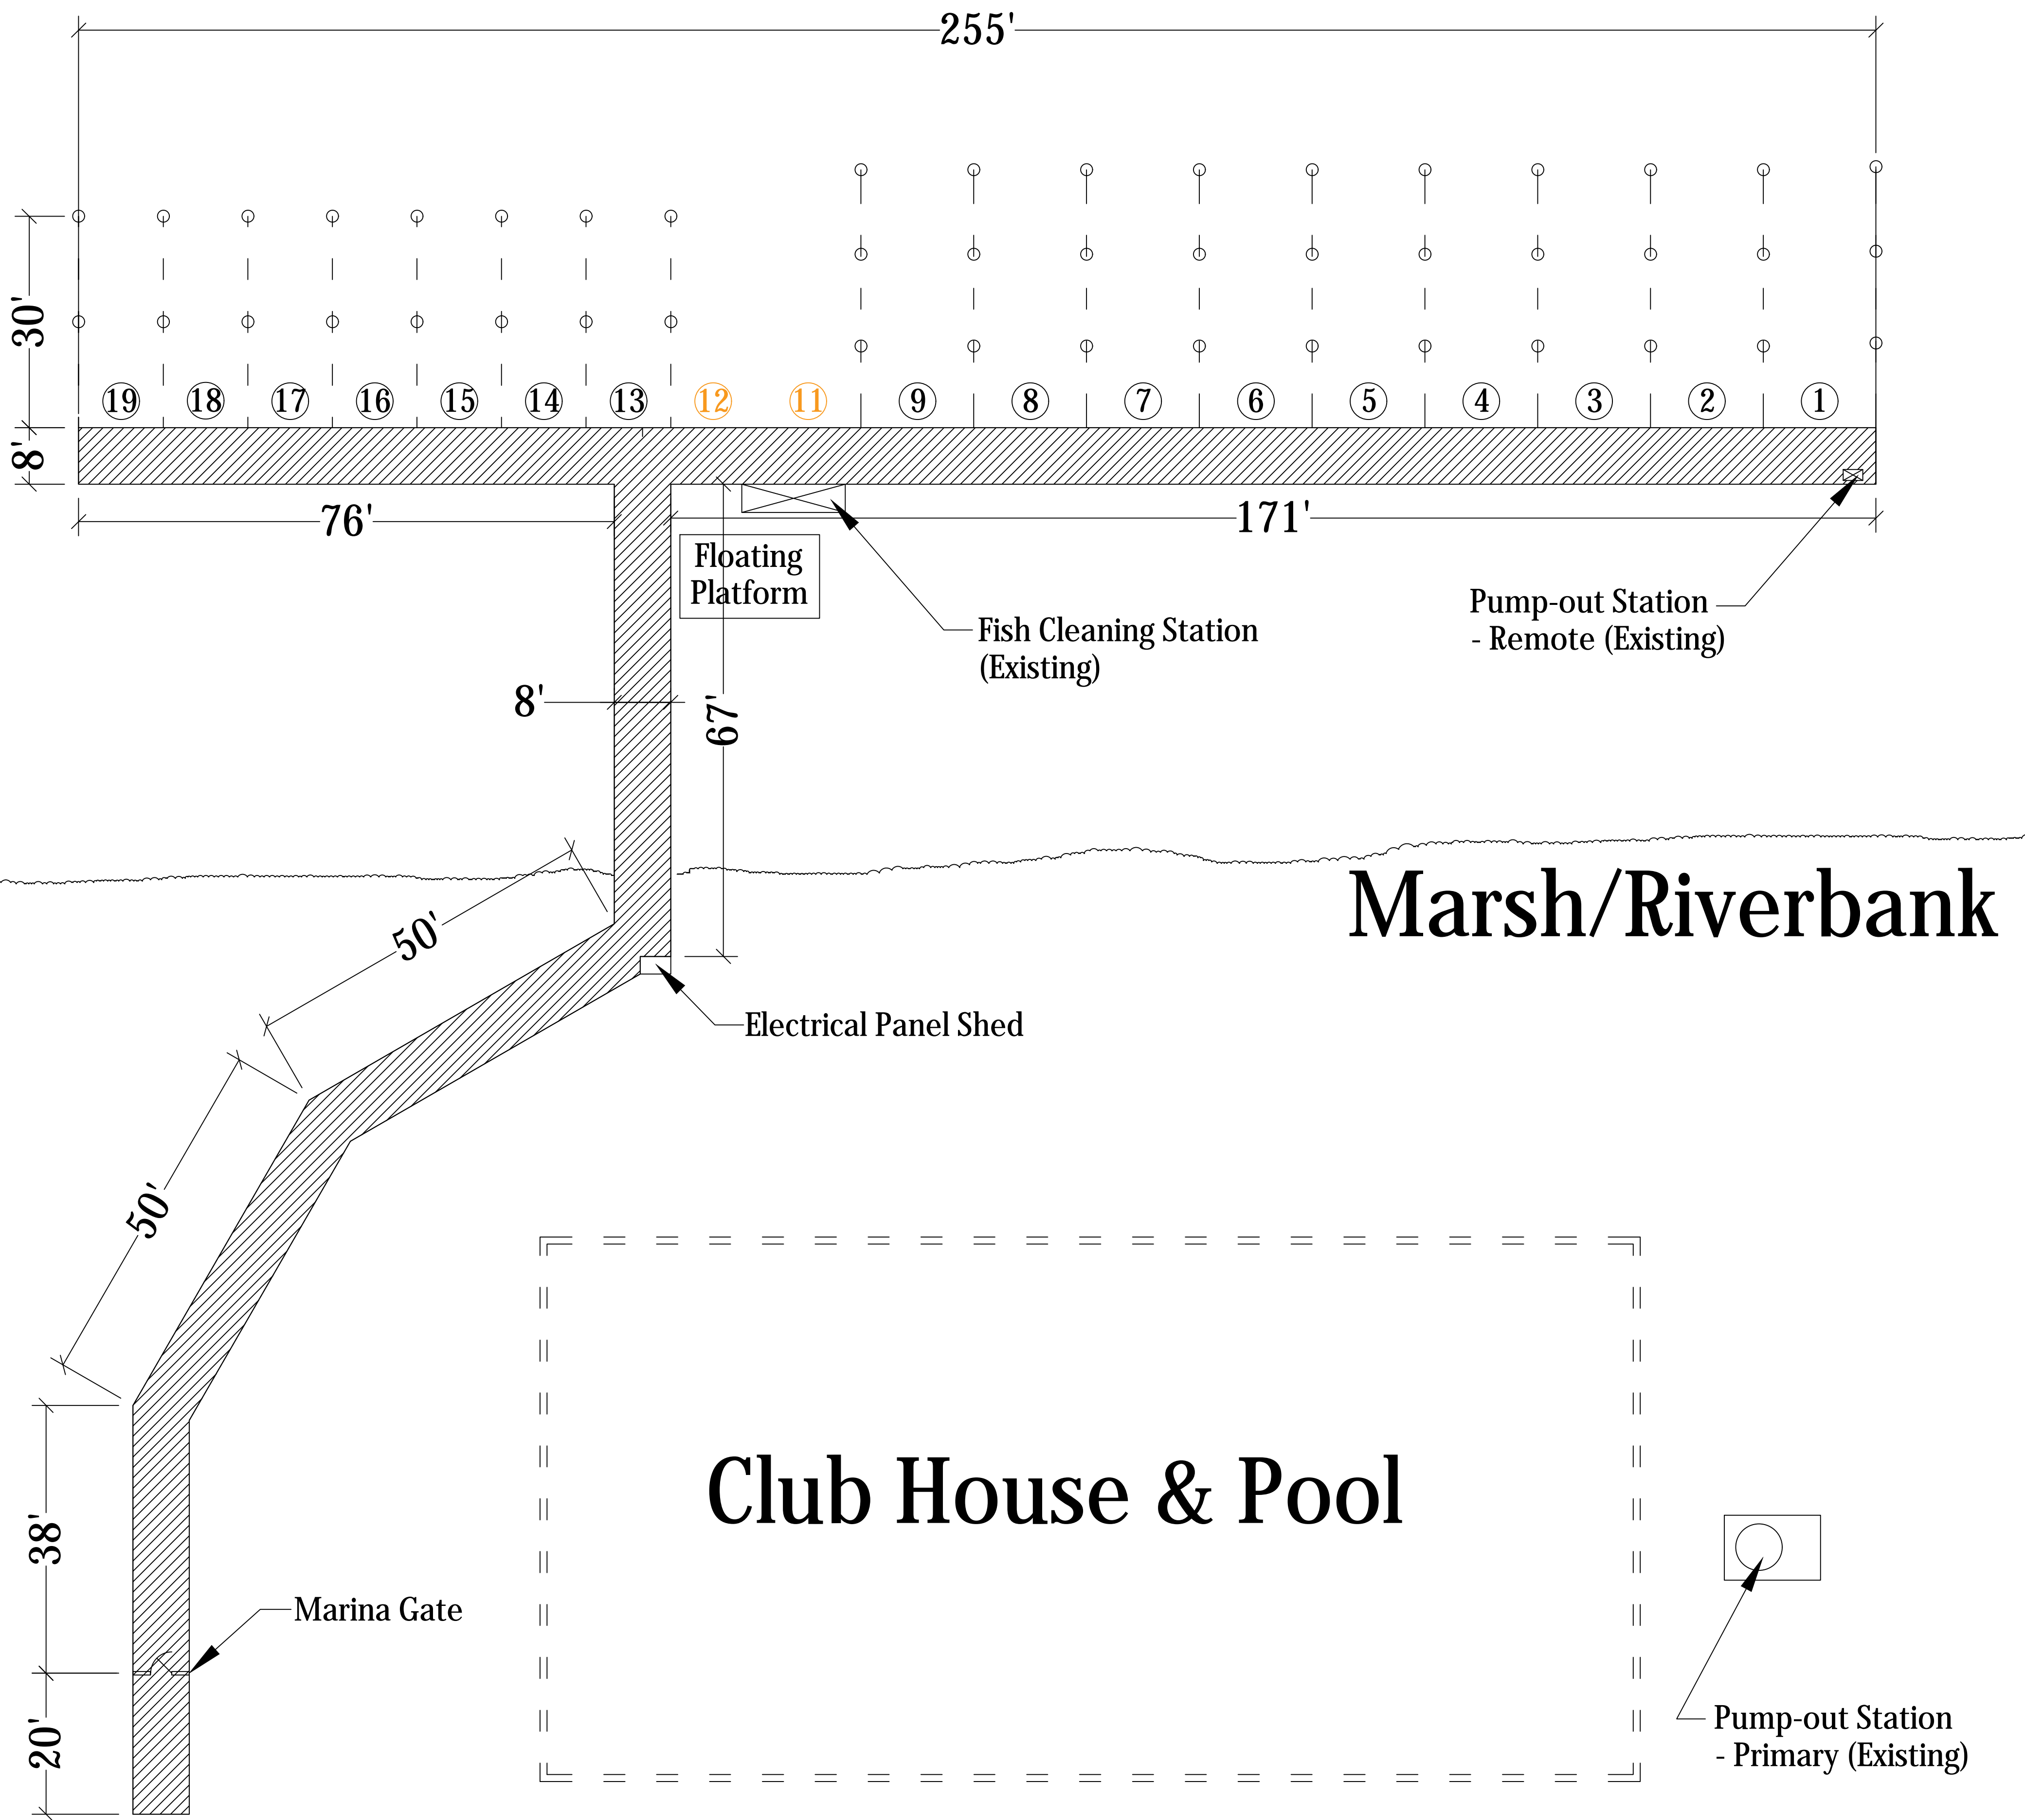 255'
30'
19 18 17 16 15 14 13 12 11 9 8 7 6 5 4 3 2 1
8'
76'
171'
Floating
Platform
Fish Cleaning Station
(Existing)
Pump-out Station
- Remote (Existing)
8'
67'
Marsh/Riverbank
50'
Electrical Panel Shed
50'
Club House & Pool
38'
Marina Gate
20'
Pump-out Station
- Primary (Existing)